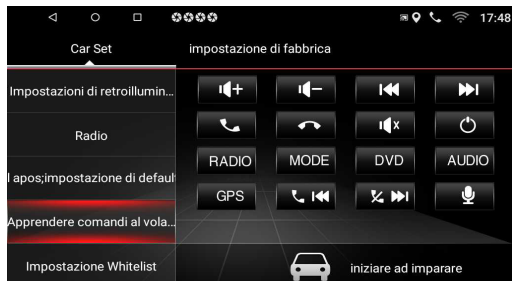 17:48
Car Set
impostazione di fabbrica
Impostazioni di retroillumin...
Radio
l apos;impostazione di defaul
Apprendere comandi al vola...
Impostazione Whitelist
RADIO MODE DVD AUDIO
GPS
iniziare ad imparare